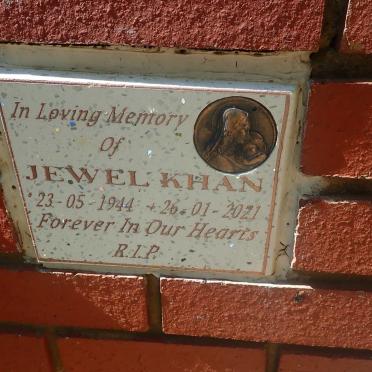 In Loving Memory
Of
JEWEL KHAN
23-05-1944 + 26-01-2021
Forever In Our Hearts
R.I.P